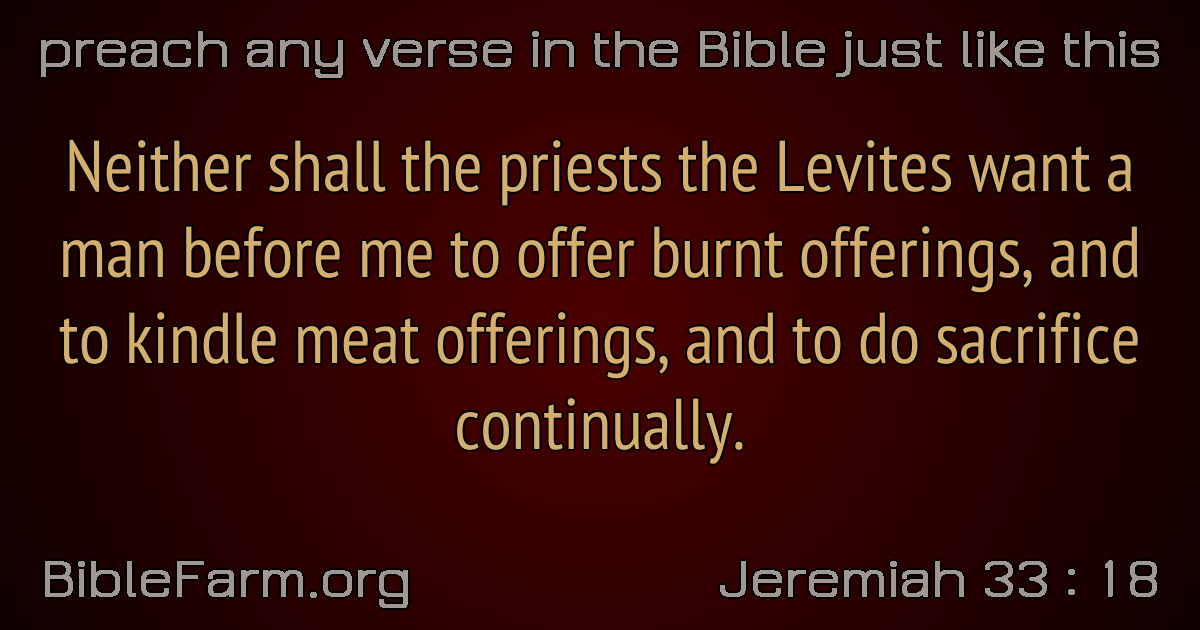 preach any verse in the Bible just like this
Neither shall the priests the Levites want a
man before me to offer burnt offerings, and
to kindle meat offerings, and to do sacrifice
continually.
BibleFarm.org
Jeremiah 33 : 18